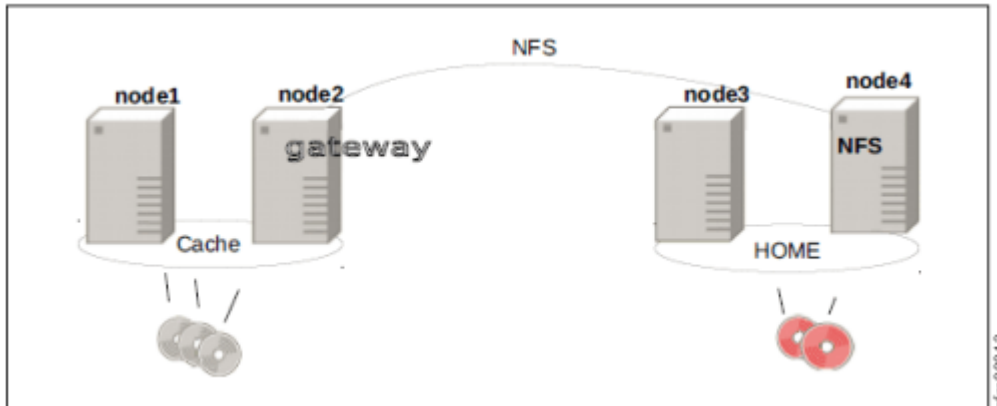 NFS
node1
node2
node3
node4
gateway
NFS
Cache
HOME